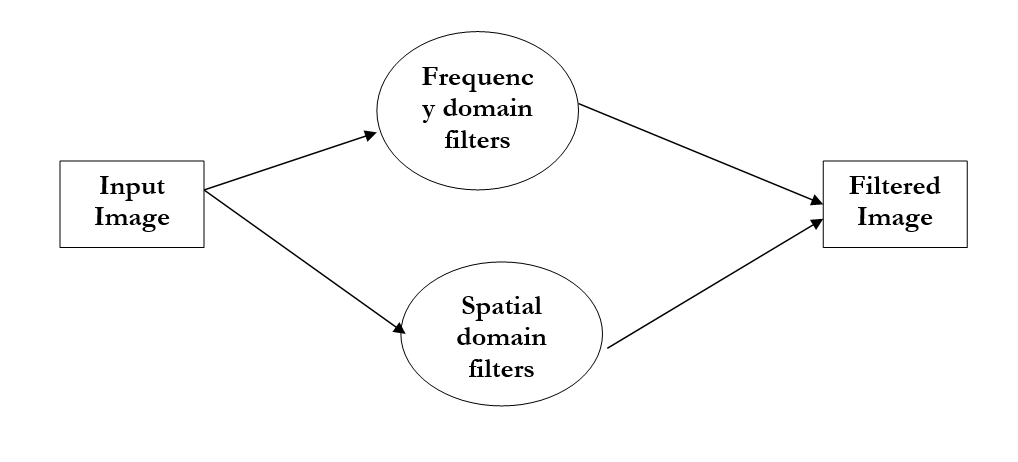 Input
Image
Frequenc
y domain
filters
Spatial
domain
filters
Filtered
Image